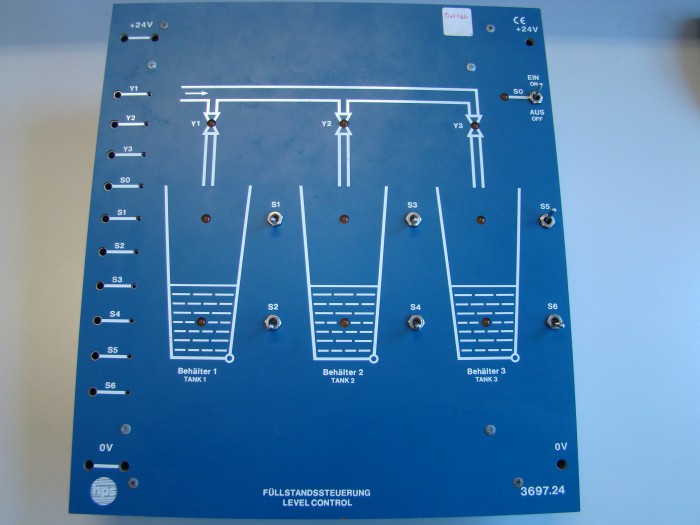 +24V
CE
+24V
Y1
EIN
ON
S0
AUS
OFF
Y2
Y1
Y2
Y3
Y3
S0
S1
S1
S3
S5
S2
S3
S2
S4
S6
S4
S5
Behälter 1
TANK 1
Behälter 2
TANK 2
Behälter 3
TANK 3
S6
0V
0V
hps
FÜLLSTANDSSTEUERUNG
LEVEL CONTROL
3697.24